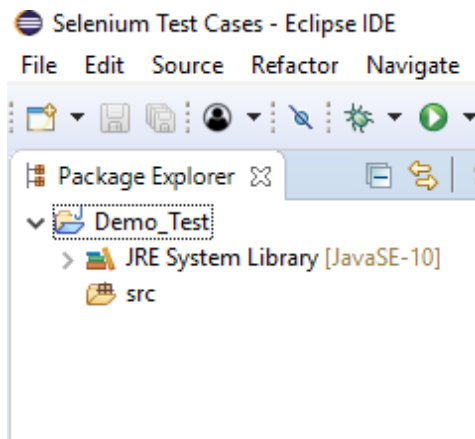 Selenium Test Cases - Eclipse IDE
File Edit Source Refactor Navigate
Package Explorer
Demo_Test
JRE System Library [JavaSE-10]
src